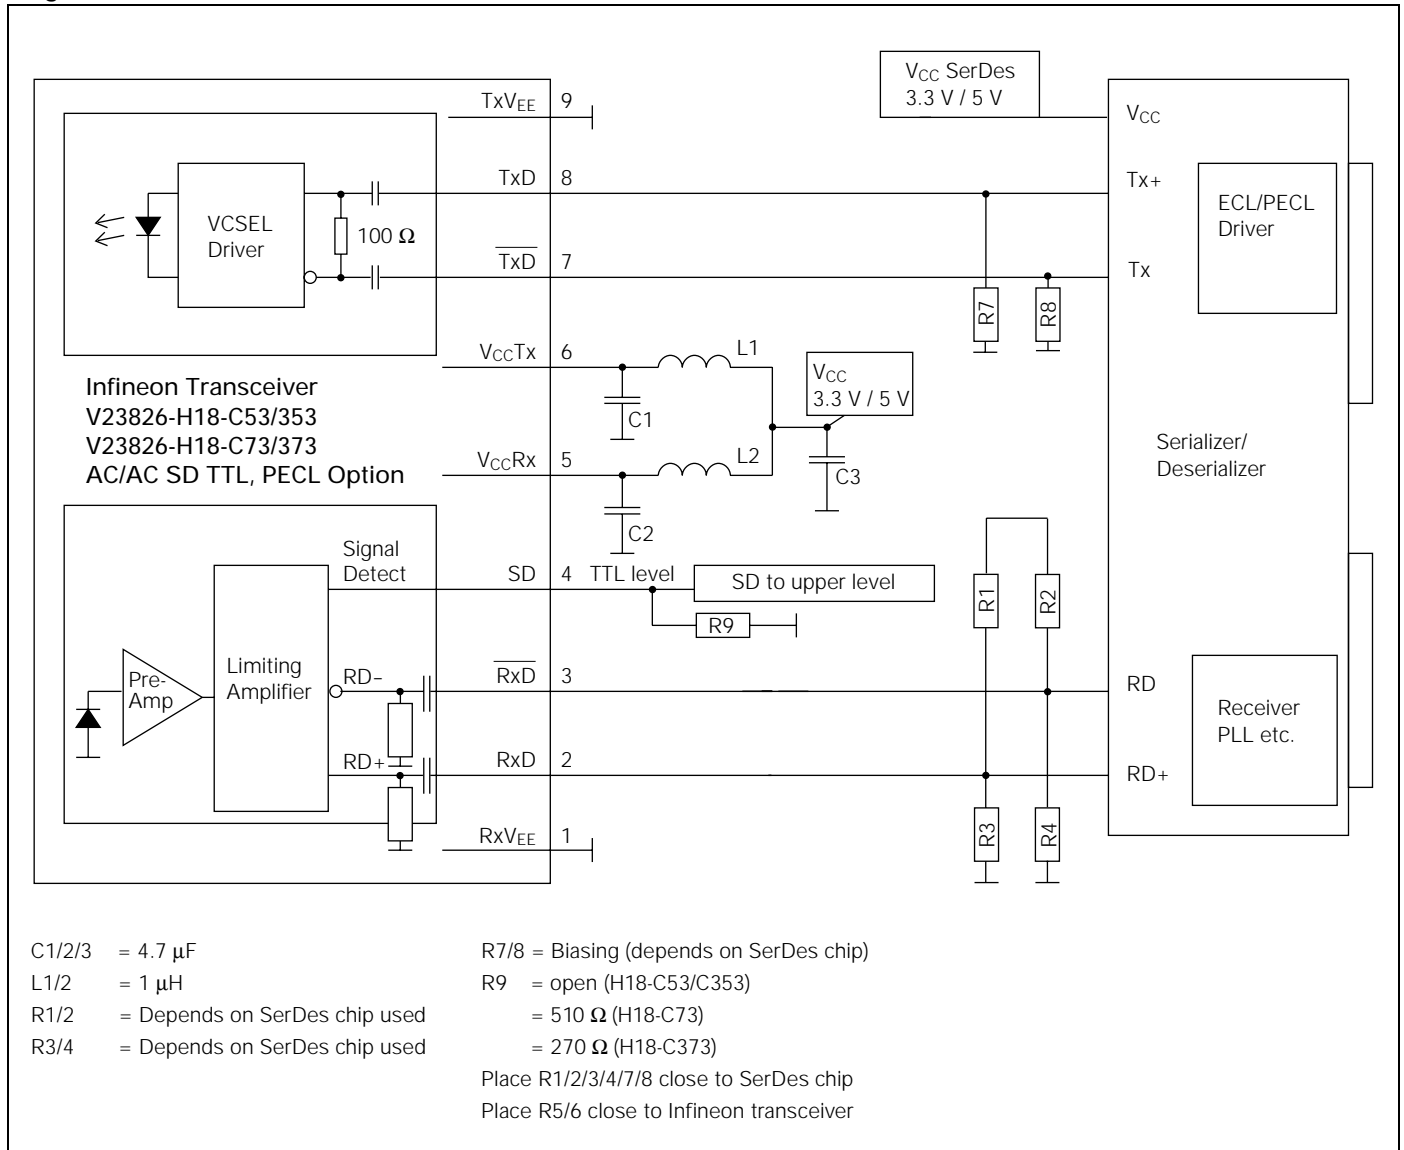 V_CC SerDes
3.3 V / 5 V
TxV_EE 9
V_CC
TxD 8
Tx+
VCSEL
Driver
100 Ω
ECL/PECL
Driver
TxD 7
Tx
R7
R8
V_CCTx 6
L1
C1
V_CC
3.3 V / 5 V
Infineon Transceiver
V23826-H18-C53/353
V23826-H18-C73/373
AC/AC SD TTL, PECL Option
V_CCRx 5
L2
C3
C2
Serializer/
Deserializer
Signal
Detect
SD 4 TTL level
SD to upper level
R9
R1
R2
Pre-
Amp
Limiting
Amplifier
RD–
RxD 3
RD
Receiver
PLL etc.
RD+
RxD 2
RD+
R3
R4
RxV_EE 1
C1/2/3 = 4.7 μF
L1/2 = 1 μH
R1/2 = Depends on SerDes chip used
R3/4 = Depends on SerDes chip used
R7/8 = Biasing (depends on SerDes chip)
R9 = open (H18-C53/C353)
= 510 Ω (H18-C73)
= 270 Ω (H18-C373)
Place R1/2/3/4/7/8 close to SerDes chip
Place R5/6 close to Infineon transceiver